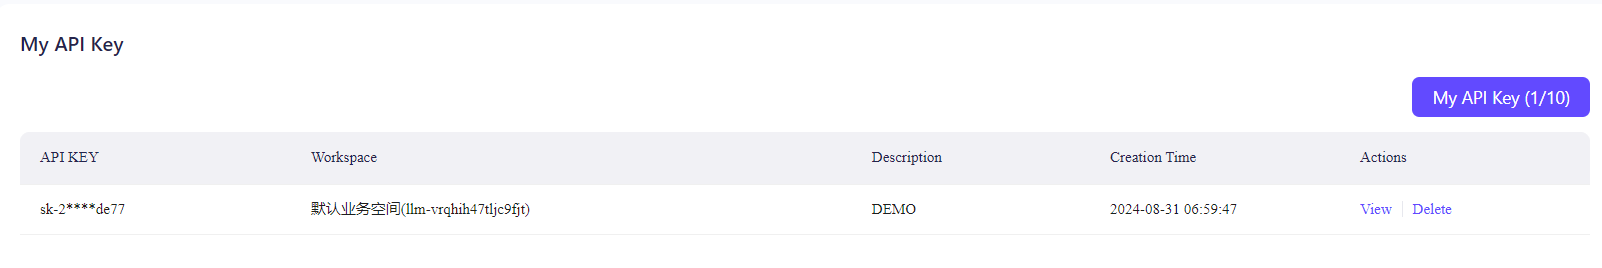 My API Key
My API Key (1/10)
API KEY Workspace Description Creation Time Actions
sk-2****de77 默认业务空间(llm-vrqhih47tljc9fjt) DEMO 2024-08-31 06:59:47 View Delete